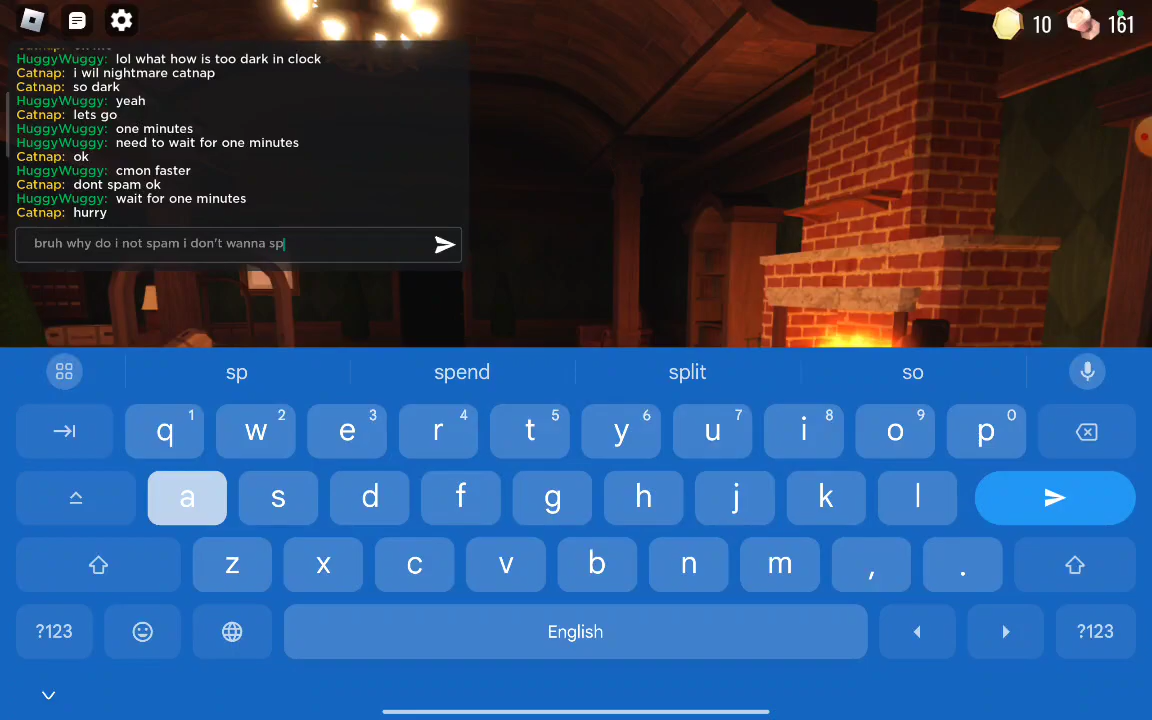 10
161
HuggyWuggy: lol what how is too dark in clock
Catnap: i wil nightmare catnap
Catnap: so dark
HuggyWuggy: yeah
Catnap: lets go
HuggyWuggy: one minutes
HuggyWuggy: need to wait for one minutes
Catnap: ok
HuggyWuggy: cmon faster
Catnap: dont spam ok
HuggyWuggy: wait for one minutes
Catnap: hurry
bruh why do i not spam i don't wanna sp
sp spend split so
q 1 w 2 e 3 r 4 t 5 y 6 u 7 i 8 o 9 p 0
a s d f g h j k l
z x c v b n m , .
?123 English ?123